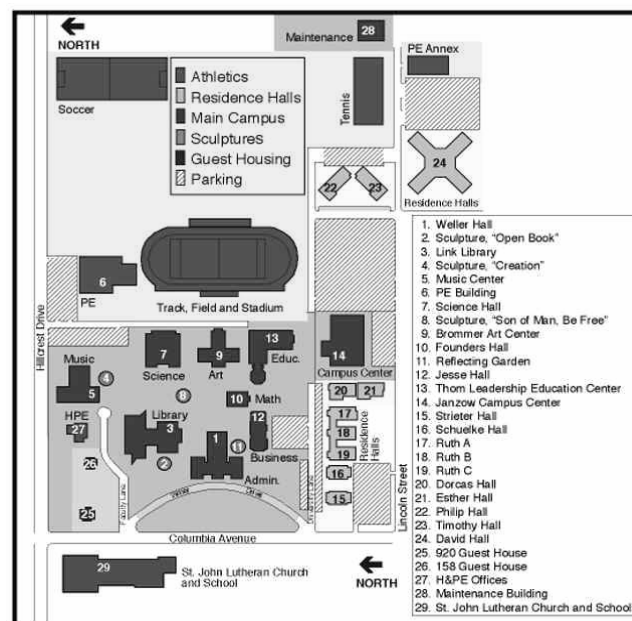 NORTH
Maintenance 28
PE Annex
Soccer
Athletics
Residence Halls
Main Campus
Sculptures
Guest Housing
Parking
Tennis
24
22 23
Residence Halls
6
PE
Track, Field and Stadium
Hillcrest Drive
1. Weller Hall
2. Sculpture, "Open Book"
3. Link Library
4. Sculpture, "Creation"
5. Music Center
6. PE Building
7. Science Hall
8. Sculpture, "Son of Man, Be Free"
9. Brommer Art Center
10. Founders Hall
11. Reflecting Garden
12. Jesse Hall
13. Thom Leadership Education Center
14. Janzow Campus Center
15. Strieter Hall
16. Schuelke Hall
17. Ruth A
18. Ruth B
19. Ruth C
20. Dorcas Hall
21. Esther Hall
22. Philip Hall
23. Timothy Hall
24. David Hall
25. 920 Guest House
26. 158 Guest House
27. H&PE Offices
28. Maintenance Building
29. St. John Lutheran Church and School
Music
5
4
7
Science
9
Art
13
Educ.
14
Campus Center
8
10 Math
20 21
HPE
27
Library
3
2
1
Admin.
11
12
Business
17
18
19
Residence
Halls
16
15
26
25
Faculty Lane
Drive
Lincoln Street
Columbia Avenue
29
St. John Lutheran Church
and School
NORTH